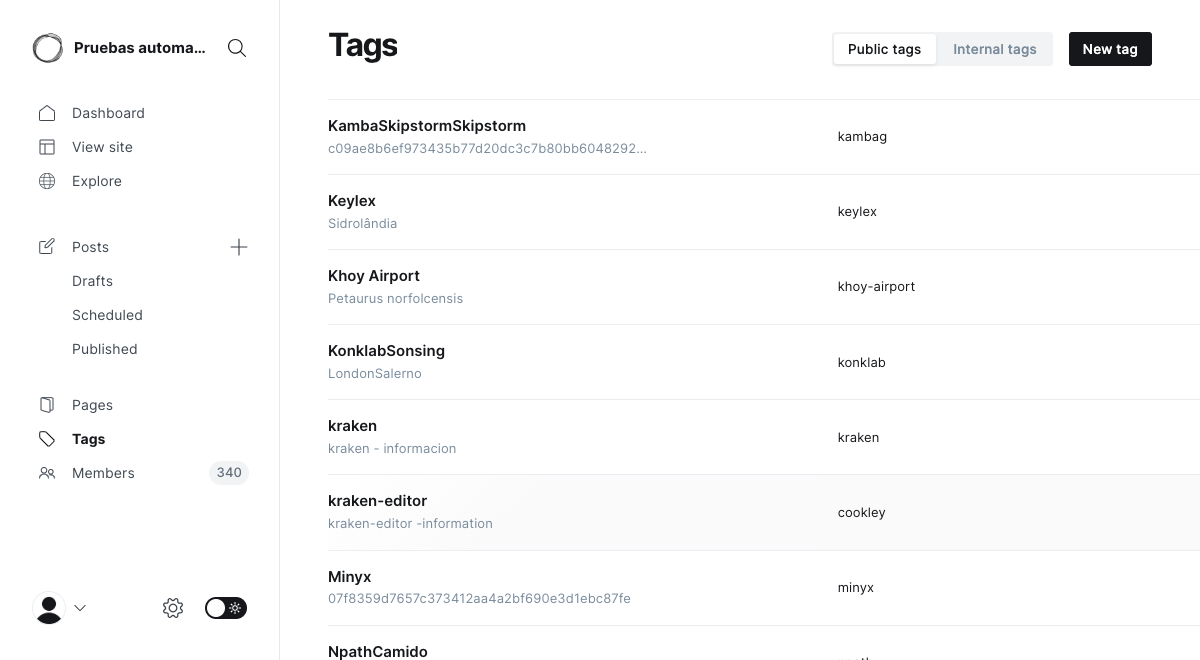 Pruebas automa...
Dashboard
View site
Explore
Posts
Drafts
Scheduled
Published
Pages
Tags
Members 340
Tags
Public tags Internal tags New tag
KambaSkipstormSkipstorm
c09ae8b6ef973435b77d20dc3c7b80bb6048292...
kambag
Keylex
Sidrolândia
keylex
Khoy Airport
Petaurus norfolcensis
khoy-airport
KonklabSonsing
LondonSalerno
konklab
kraken
kraken - informacion
kraken
kraken-editor
kraken-editor -information
cookley
Minyx
07f8359d7657c373412aa4a2bf690e3d1ebc87fe
minyx
NpathCamido